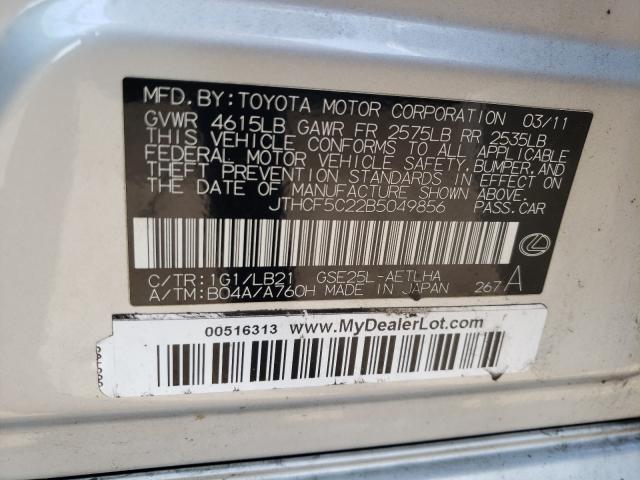 MFD. BY: TOYOTA MOTOR CORPORATION 03/11
GVWR 4615LB GAWR FR 2575LB RR 2535LB
THIS VEHICLE CONFORMS TO ALL APPLICABLE
FEDERAL MOTOR VEHICLE SAFETY, BUMPER, AND
THEFT PREVENTION STANDARDS IN EFFECT ON
THE DATE OF MANUFACTURE SHOWN ABOVE.
JTHCF5C22B5049856 PASS. CAR
C/TR: 1G1/LB21 GSE25L-AETLHA
A/TM: B04A/A760H MADE IN JAPAN 267 A
00516313 www.MyDealerLot.com